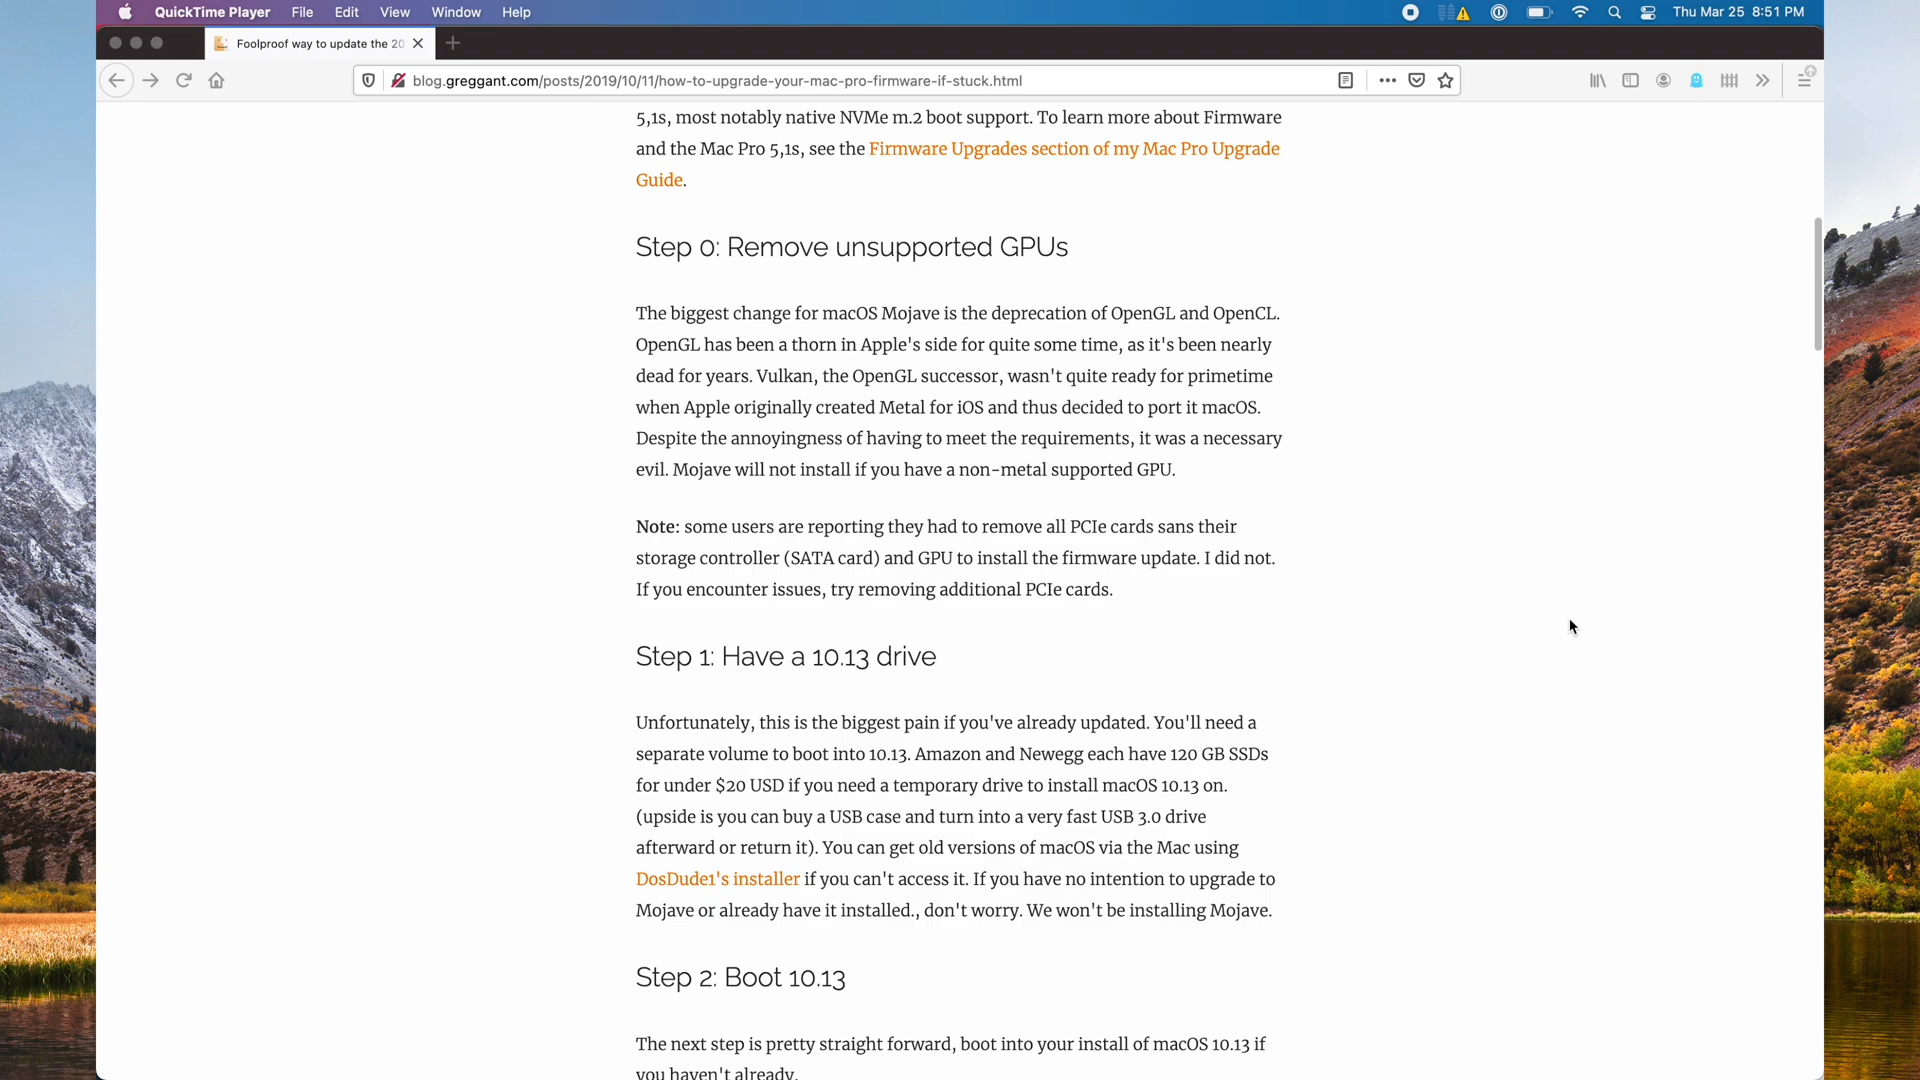 QuickTime Player File Edit View Window Help Thu Mar 25 8:51 PM
Foolproof way to update the 20
blog.greggant.com/posts/2019/10/11/how-to-upgrade-your-mac-pro-firmware-if-stuck.html
5,1s, most notably native NVMe m.2 boot support. To learn more about Firmware
and the Mac Pro 5,1s, see the Firmware Upgrades section of my Mac Pro Upgrade
Guide.
Step 0: Remove unsupported GPUs
The biggest change for macOS Mojave is the deprecation of OpenGL and OpenCL.
OpenGL has been a thorn in Apple's side for quite some time, as it's been nearly
dead for years. Vulkan, the OpenGL successor, wasn't quite ready for primetime
when Apple originally created Metal for iOS and thus decided to port it macOS.
Despite the annoyingness of having to meet the requirements, it was a necessary
evil. Mojave will not install if you have a non-metal supported GPU.
Note: some users are reporting they had to remove all PCIe cards sans their
storage controller (SATA card) and GPU to install the firmware update. I did not.
If you encounter issues, try removing additional PCIe cards.
Step 1: Have a 10.13 drive
Unfortunately, this is the biggest pain if you've already updated. You'll need a
separate volume to boot into 10.13. Amazon and Newegg each have 120 GB SSDs
for under $20 USD if you need a temporary drive to install macOS 10.13 on.
(upside is you can buy a USB case and turn into a very fast USB 3.0 drive
afterward or return it). You can get old versions of macOS via the Mac using
DosDude1's installer if you can't access it. If you have no intention to upgrade to
Mojave or already have it installed., don't worry. We won't be installing Mojave.
Step 2: Boot 10.13
The next step is pretty straight forward, boot into your install of macOS 10.13 if
you haven't already.